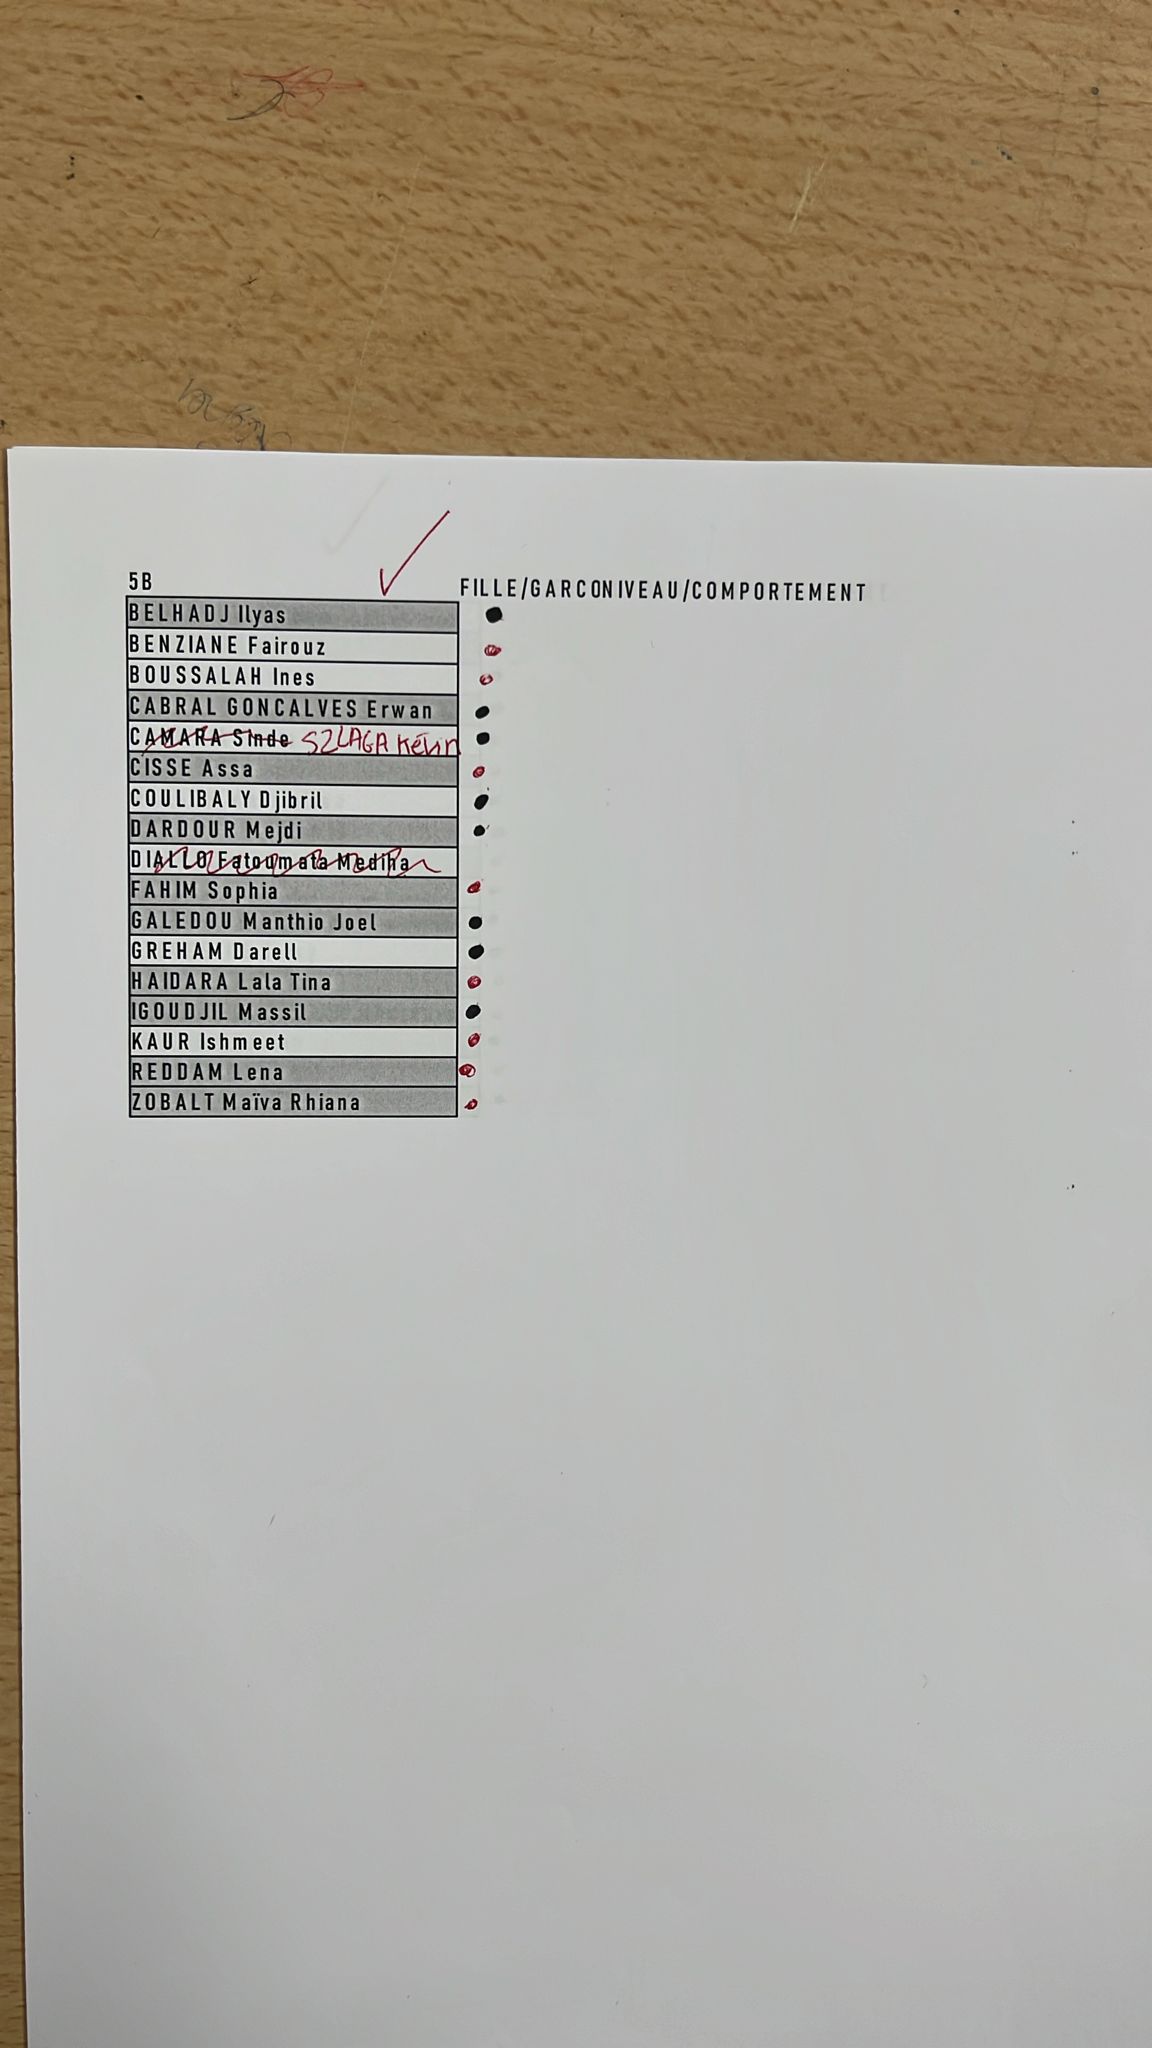 5B
FILLE/GARCONIVEAU/COMPORTEMENT
BELHADJ Ilyas
BENZIANE Fairouz
BOUSSALAH Ines
CABRAL GONCALVES Erwan
CAMARA Sinde SZLAGA Kévin
CISSE Assa
COULIBALY Djibril
DARDOUR Mejdi
DIALLO Fatoumata Mediha
FAHIM Sophia
GALEDOU Manthio Joel
GREHAM Darell
HAIDARA Lala Tina
IGOUDJIL Massil
KAUR Ishmeet
REDDAM Lena
ZOBALT Maïva Rhiana